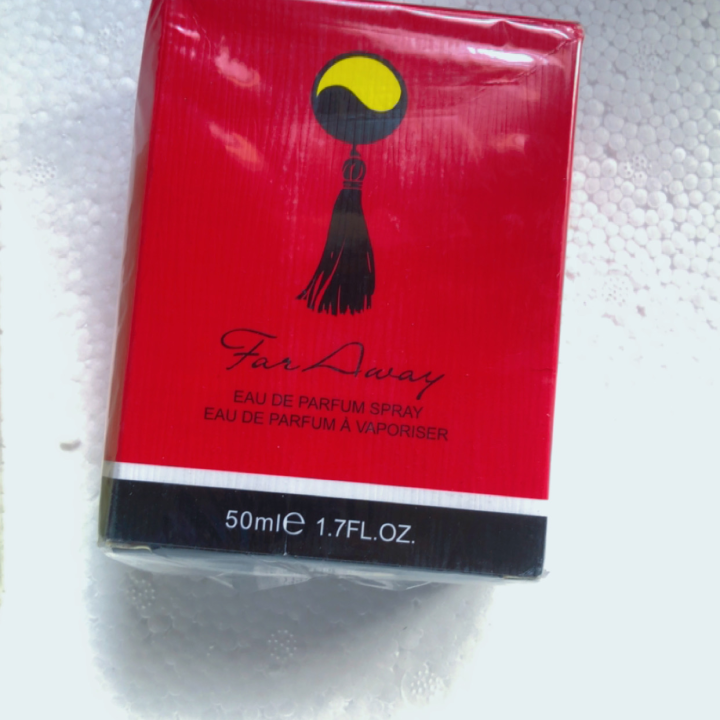 Far Away
EAU DE PARFUM SPRAY
EAU DE PARFUM À VAPORISER
50ml℮ 1.7FL.OZ.